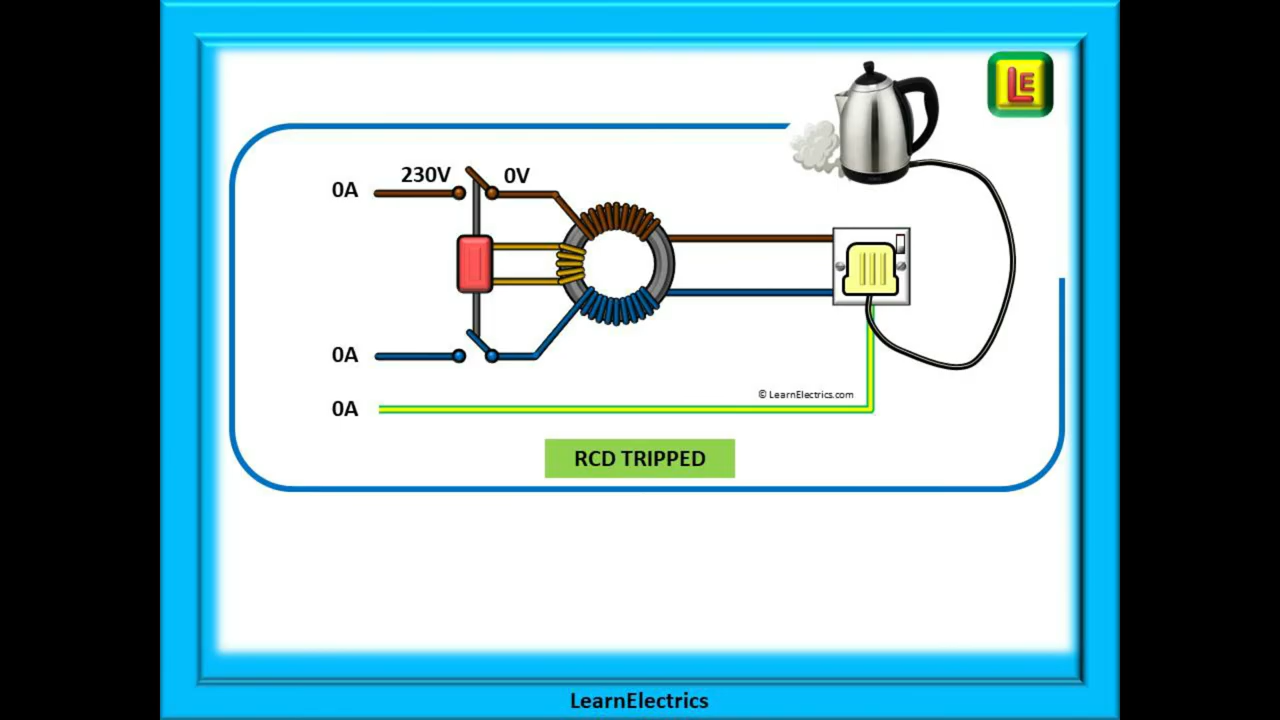 LE
230V
0V
0A
0A
0A
© LearnElectrics.com
RCD TRIPPED
LearnElectrics